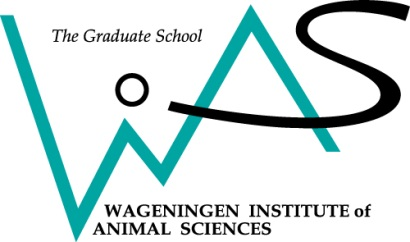 The Graduate School
WiAS
WAGENINGEN INSTITUTE of
ANIMAL SCIENCES